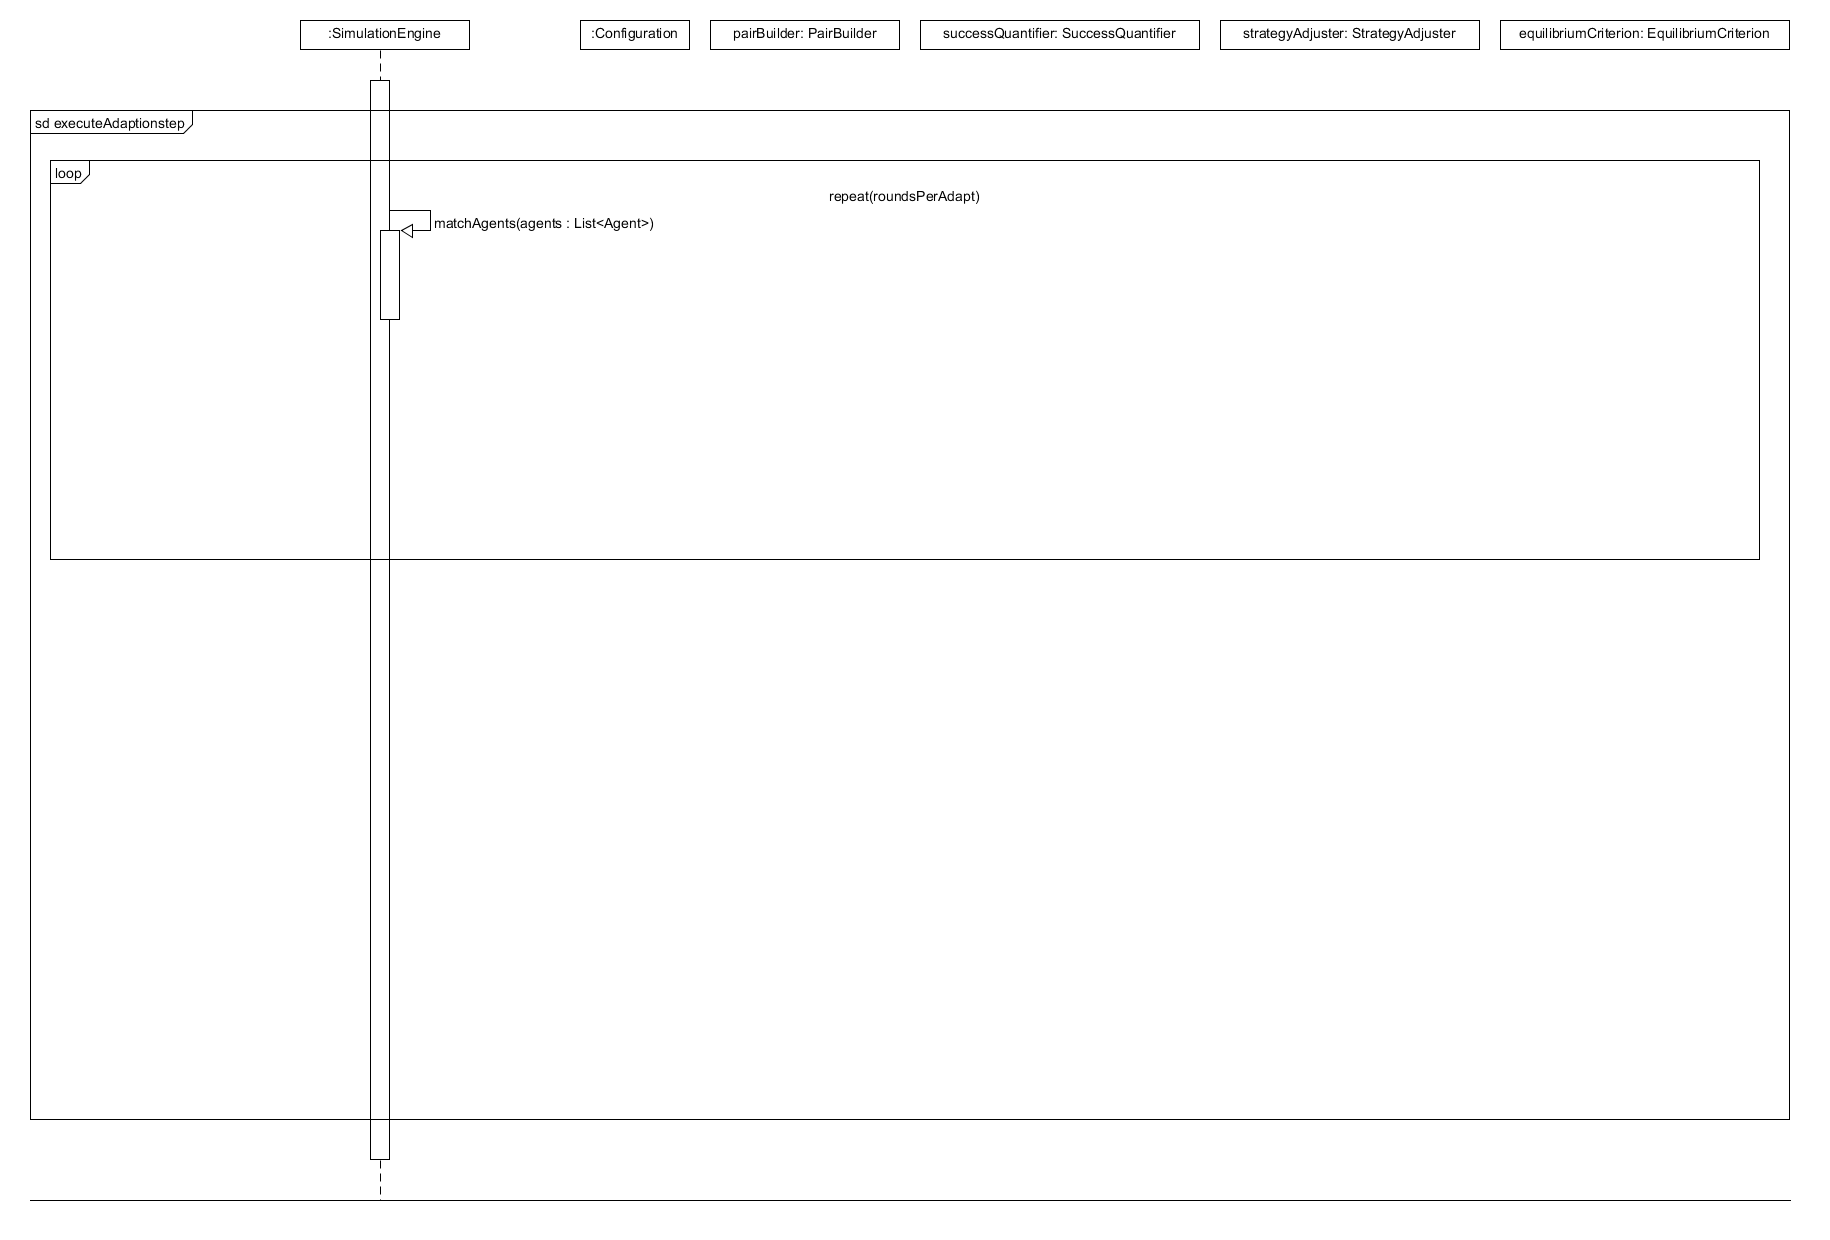 :SimulationEngine
:Configuration
pairBuilder: PairBuilder
successQuantifier: SuccessQuantifier
strategyAdjuster: StrategyAdjuster
equilibriumCriterion: EquilibriumCriterion
sd executeAdaptionstep
loop
repeat(roundsPerAdapt)
matchAgents(agents : List<Agent>)